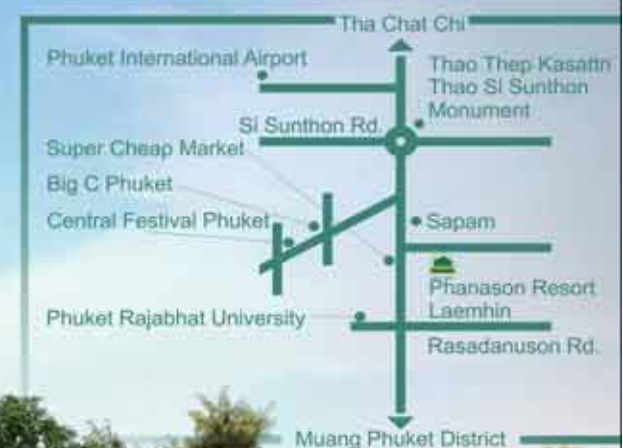 Tha Chat Chi
Phuket International Airport
Thao Thep Kasattri
Thao Si Sunthon
Monument
Si Sunthon Rd.
Super Cheap Market
Big C Phuket
Central Festival Phuket
Sapam
Phanason Resort
Laemhin
Phuket Rajabhat University
Rasadanuson Rd.
Muang Phuket District